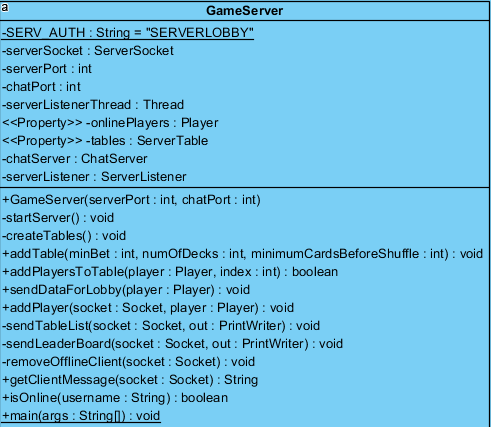 a
GameServer
-SERV_AUTH : String = "SERVERLOBBY"
-serverSocket : ServerSocket
-serverPort : int
-chatPort : int
-serverListenerThread : Thread
<<Property>> -onlinePlayers : Player
<<Property>> -tables : ServerTable
-chatServer : ChatServer
-serverListener : ServerListener
+GameServer(serverPort : int, chatPort : int)
-startServer() : void
-createTables() : void
+addTable(minBet : int, numOfDecks : int, minimumCardsBeforeShuffle : int) : void
+addPlayersToTable(player : Player, index : int) : boolean
+sendDataForLobby(player : Player) : void
+addPlayer(socket : Socket, player : Player) : void
-sendTableList(socket : Socket, out : PrintWriter) : void
-sendLeaderBoard(socket : Socket, out : PrintWriter) : void
-removeOfflineClient(socket : Socket) : void
+getClientMessage(socket : Socket) : String
+isOnline(username : String) : boolean
+main(args : String[]) : void